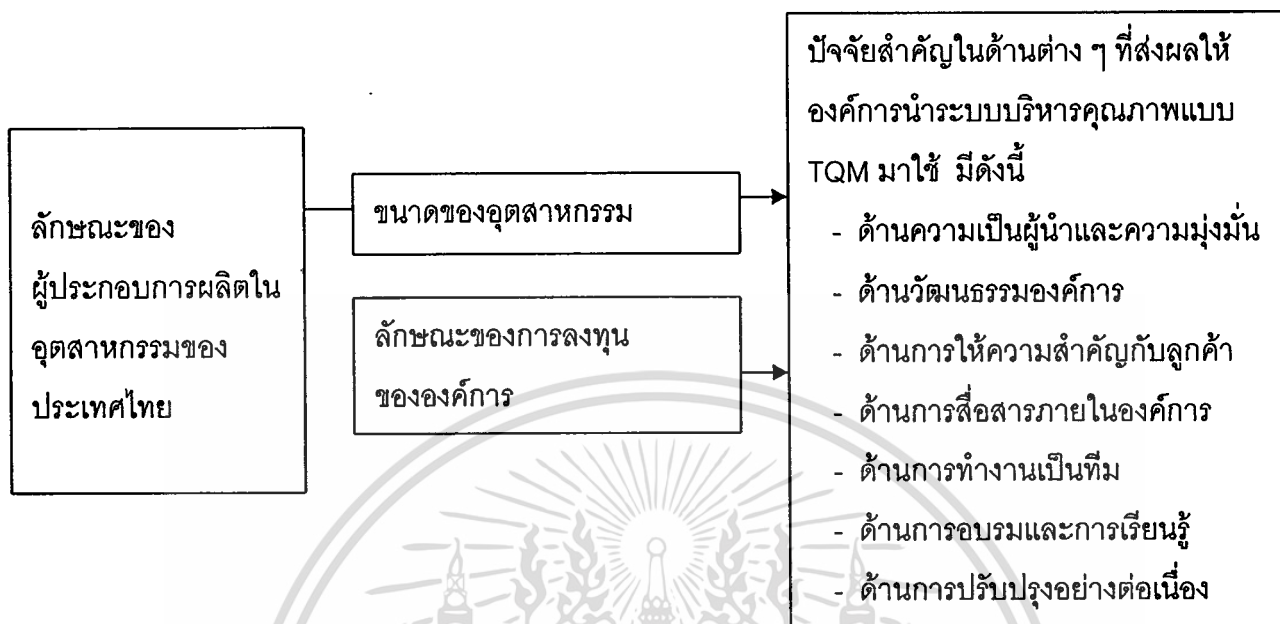 ลักษณะของ
ผู้ประกอบการผลิตใน
อุตสาหกรรมของ
ประเทศไทย
ขนาดของอุตสาหกรรม
ลักษณะของการลงทุน
ขององค์การ
ปัจจัยสำคัญในด้านต่าง ๆ ที่ส่งผลให้
องค์การนำระบบบริหารคุณภาพแบบ
TQM มาใช้ มีดังนี้
- ด้านความเป็นผู้นำและความมุ่งมั่น
- ด้านวัฒนธรรมองค์การ
- ด้านการให้ความสำคัญกับลูกค้า
- ด้านการสื่อสารภายในองค์การ
- ด้านการทำงานเป็นทีม
- ด้านการอบรมและการเรียนรู้
- ด้านการปรับปรุงอย่างต่อเนื่อง